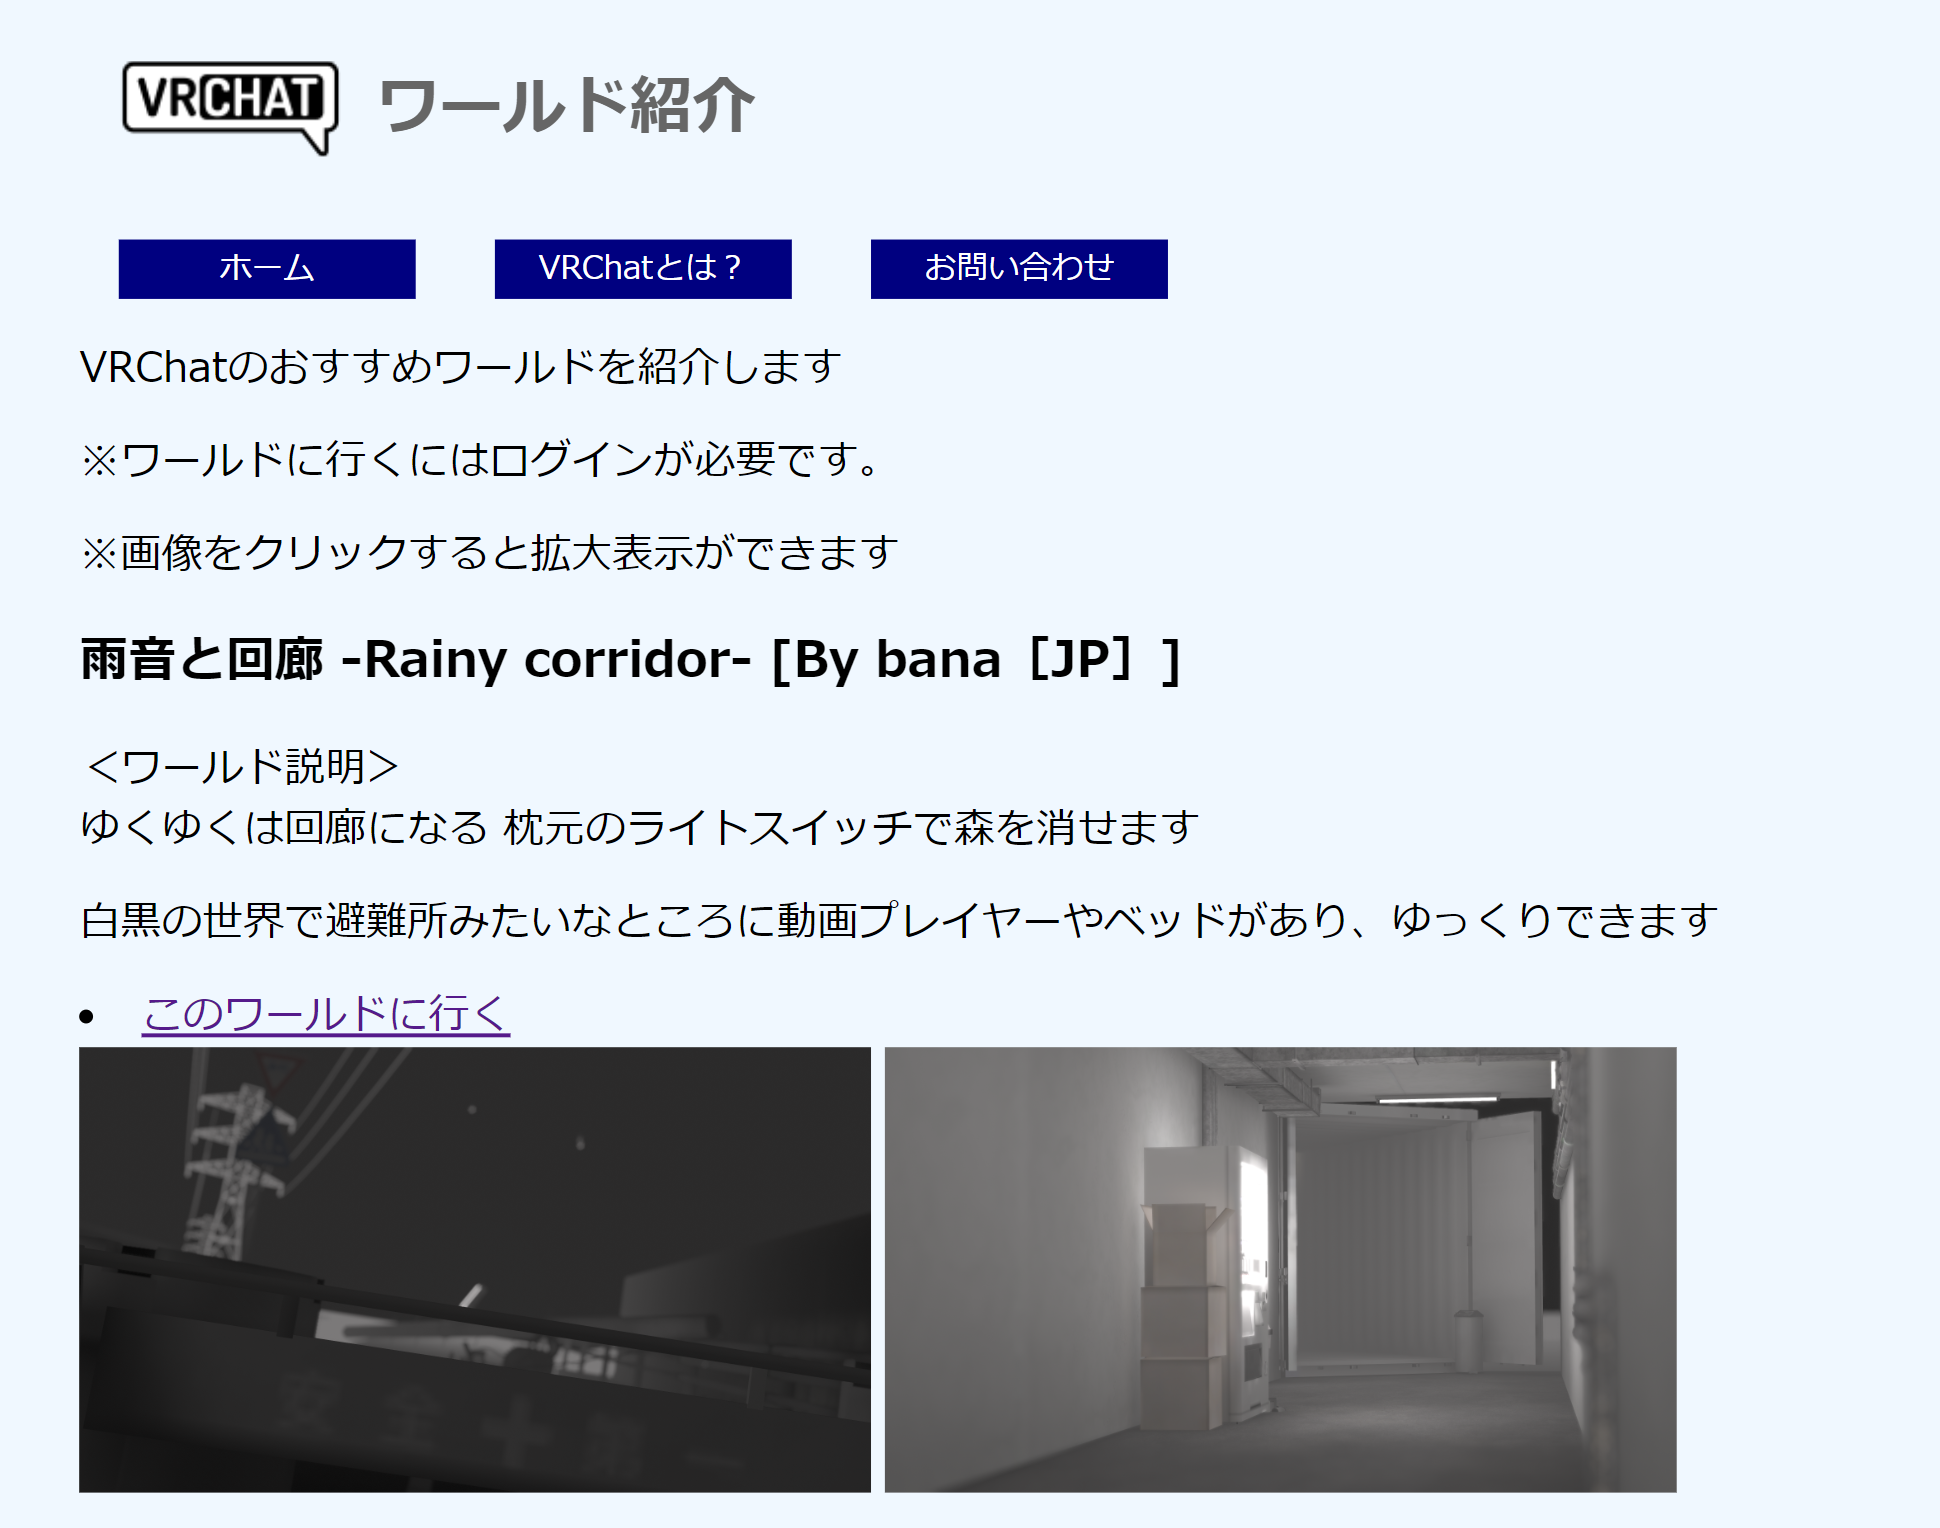 VRCHAT ワールド紹介
ホーム
VRChatとは？
お問い合わせ
VRChatのおすすめワールドを紹介します
※ワールドに行くにはログインが必要です。
※画像をクリックすると拡大表示ができます
雨音と回廊 -Rainy corridor- [By bana［JP］]
＜ワールド説明＞
ゆくゆくは回廊になる 枕元のライトスイッチで森を消せます
白黒の世界で避難所みたいなところに動画プレイヤーやベッドがあり、ゆっくりできます
• このワールドに行く
安全十第一